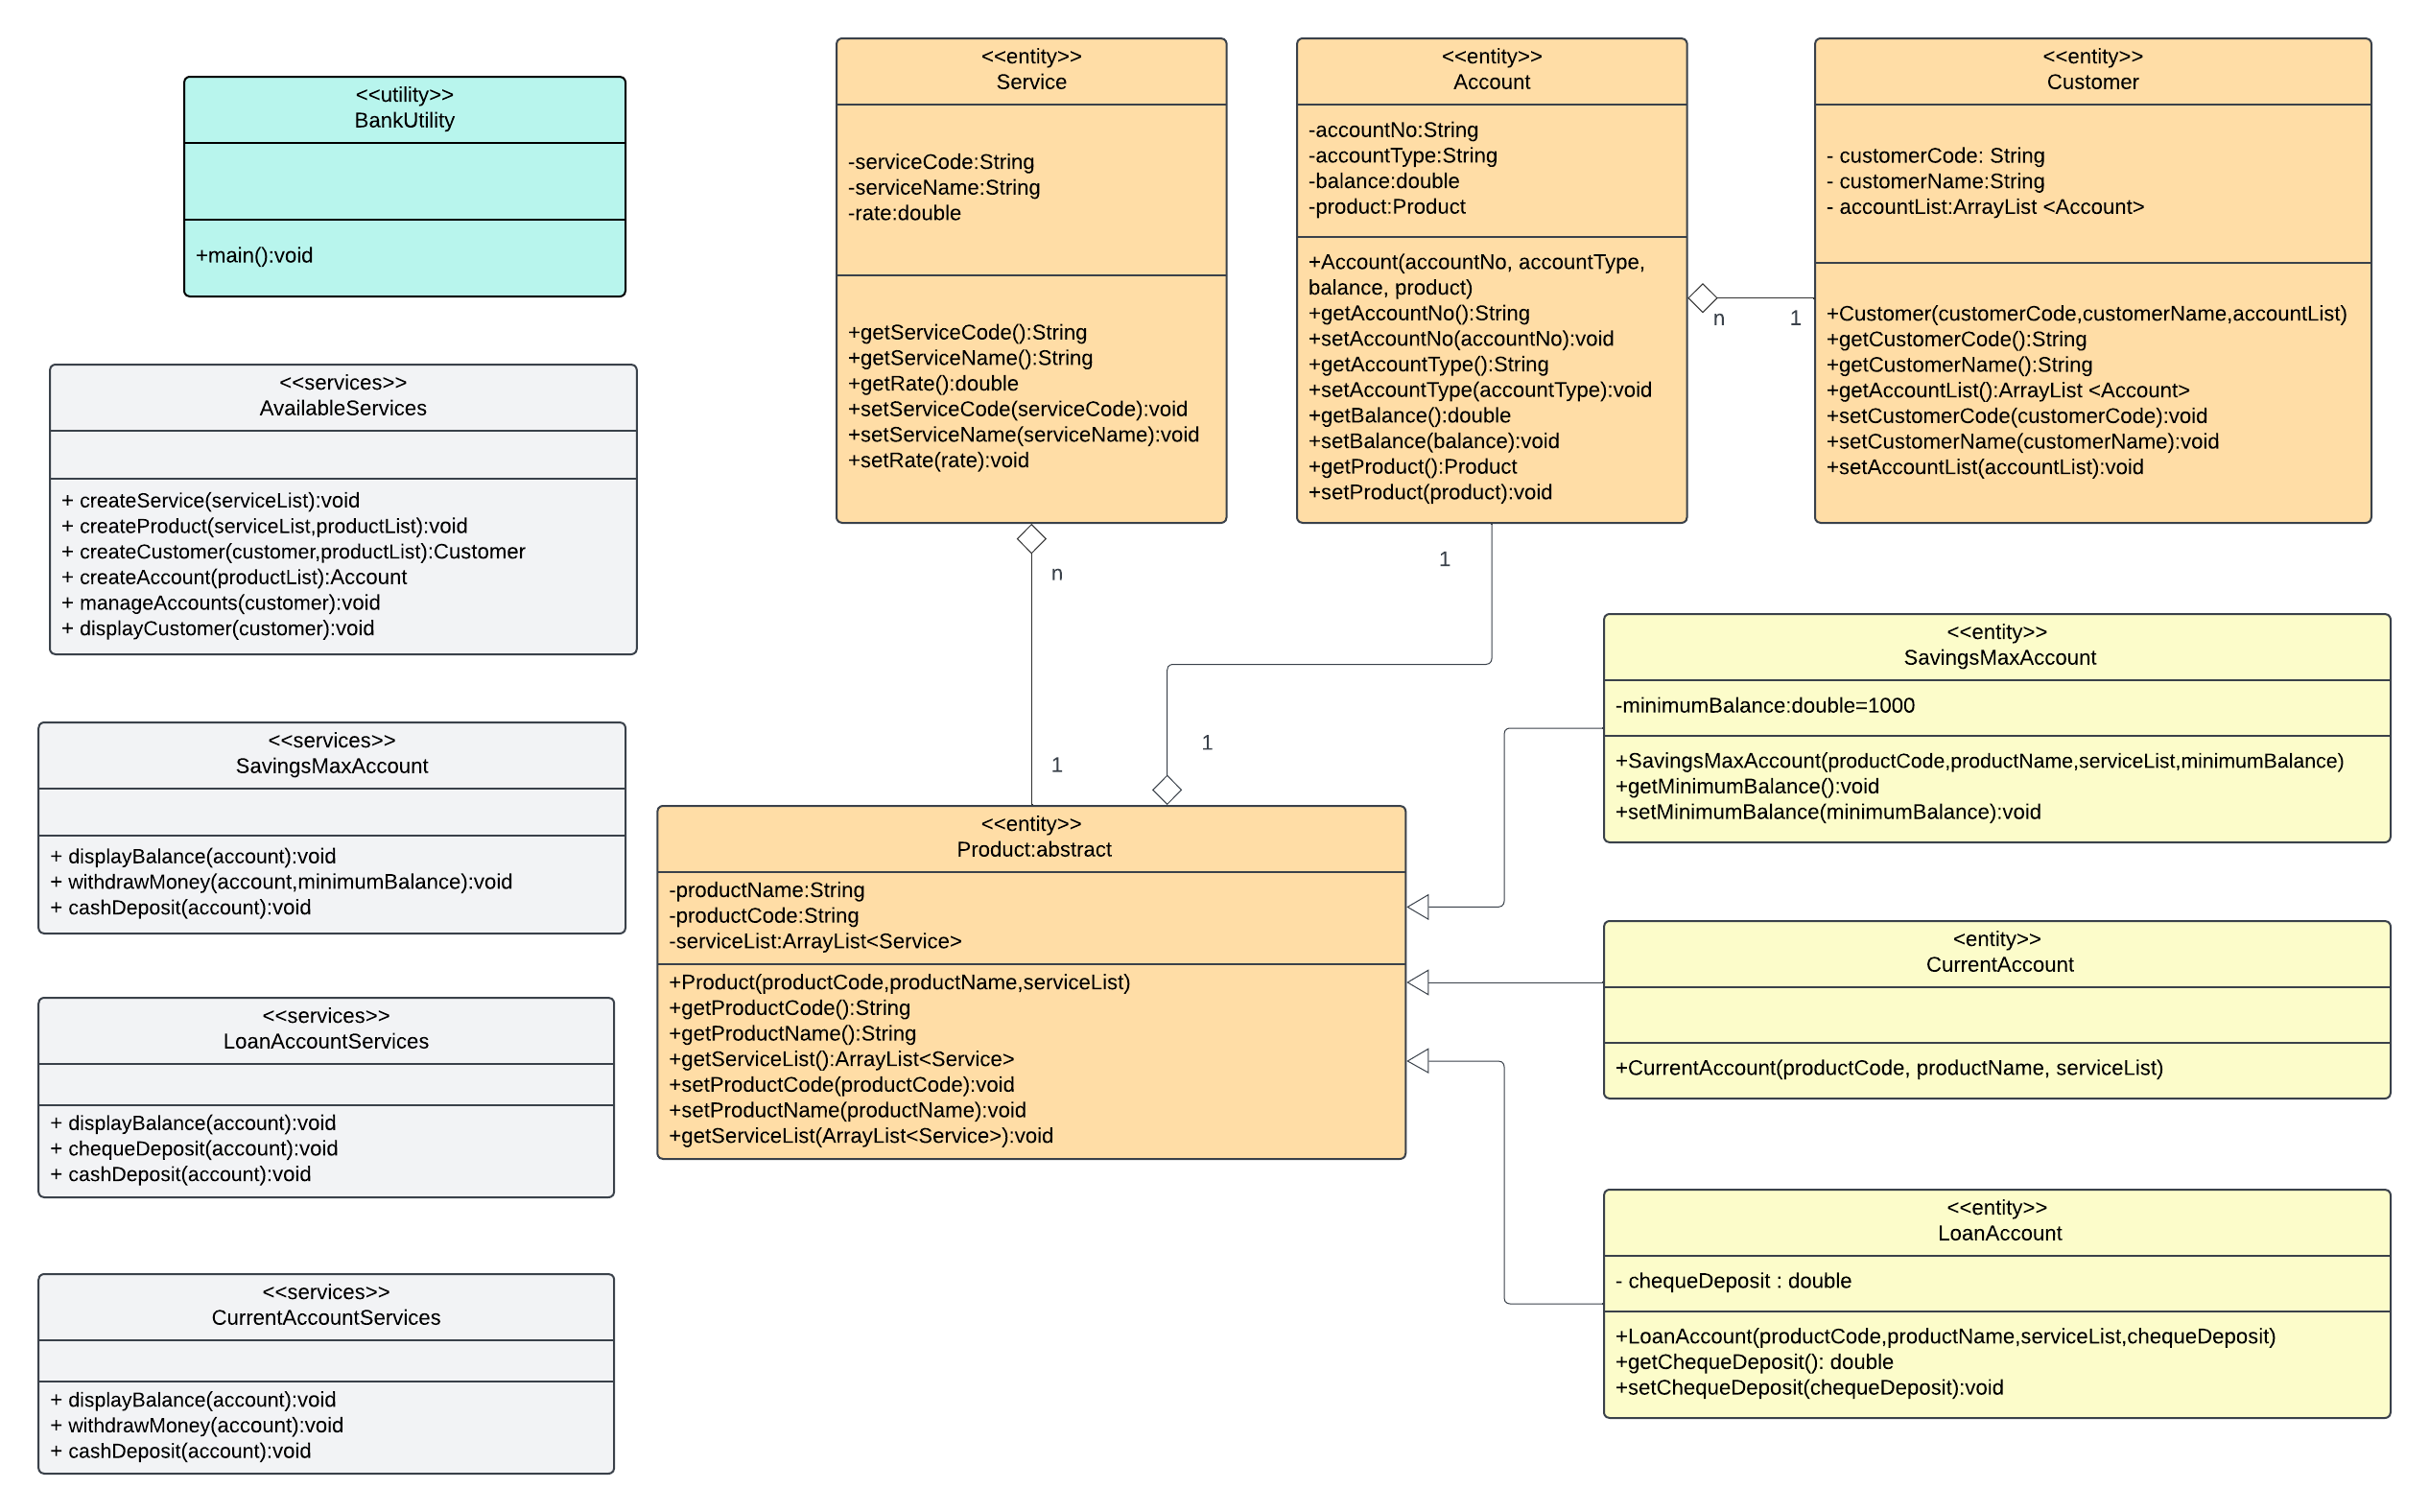 <<utility>>
BankUtility
+main():void
<<services>>
AvailableServices
+ createService(serviceList):void
+ createProduct(serviceList,productList):void
+ createCustomer(customer,productList):Customer
+ createAccount(productList):Account
+ manageAccounts(customer):void
+ displayCustomer(customer):void
<<services>>
SavingsMaxAccount
+ displayBalance(account):void
+ withdrawMoney(account,minimumBalance):void
+ cashDeposit(account):void
<<services>>
LoanAccountServices
+ displayBalance(account):void
+ chequeDeposit(account):void
+ cashDeposit(account):void
<<services>>
CurrentAccountServices
+ displayBalance(account):void
+ withdrawMoney(account):void
+ cashDeposit(account):void
<<entity>>
Service
-serviceCode:String
-serviceName:String
-rate:double
+getServiceCode():String
+getServiceName():String
+getRate():double
+setServiceCode(serviceCode):void
+setServiceName(serviceName):void
+setRate(rate):void
<<entity>>
Account
-accountNo:String
-accountType:String
-balance:double
-product:Product
+Account(accountNo, accountType,
balance, product)
+getAccountNo():String
+setAccountNo(accountNo):void
+getAccountType():String
+setAccountType(accountType):void
+getBalance():double
+setBalance(balance):void
+getProduct():Product
+setProduct(product):void
n
1
<<entity>>
Customer
- customerCode: String
- customerName:String
- accountList:ArrayList <Account>
+Customer(customerCode,customerName,accountList)
+getCustomerCode():String
+getCustomerName():String
+getAccountList():ArrayList <Account>
+setCustomerCode(customerCode):void
+setCustomerName(customerName):void
+setAccountList(accountList):void
n
1
1
1
<<entity>>
Product:abstract
-productName:String
-productCode:String
-serviceList:ArrayList<Service>
+Product(productCode,productName,serviceList)
+getProductCode():String
+getProductName():String
+getServiceList():ArrayList<Service>
+setProductCode(productCode):void
+setProductName(productName):void
+getServiceList(ArrayList<Service>):void
<<entity>>
SavingsMaxAccount
-minimumBalance:double=1000
+SavingsMaxAccount(productCode,productName,serviceList,minimumBalance)
+getMinimumBalance():void
+setMinimumBalance(minimumBalance):void
<entity>>
CurrentAccount
+CurrentAccount(productCode, productName, serviceList)
<<entity>>
LoanAccount
- chequeDeposit : double
+LoanAccount(productCode,productName,serviceList,chequeDeposit)
+getChequeDeposit(): double
+setChequeDeposit(chequeDeposit):void